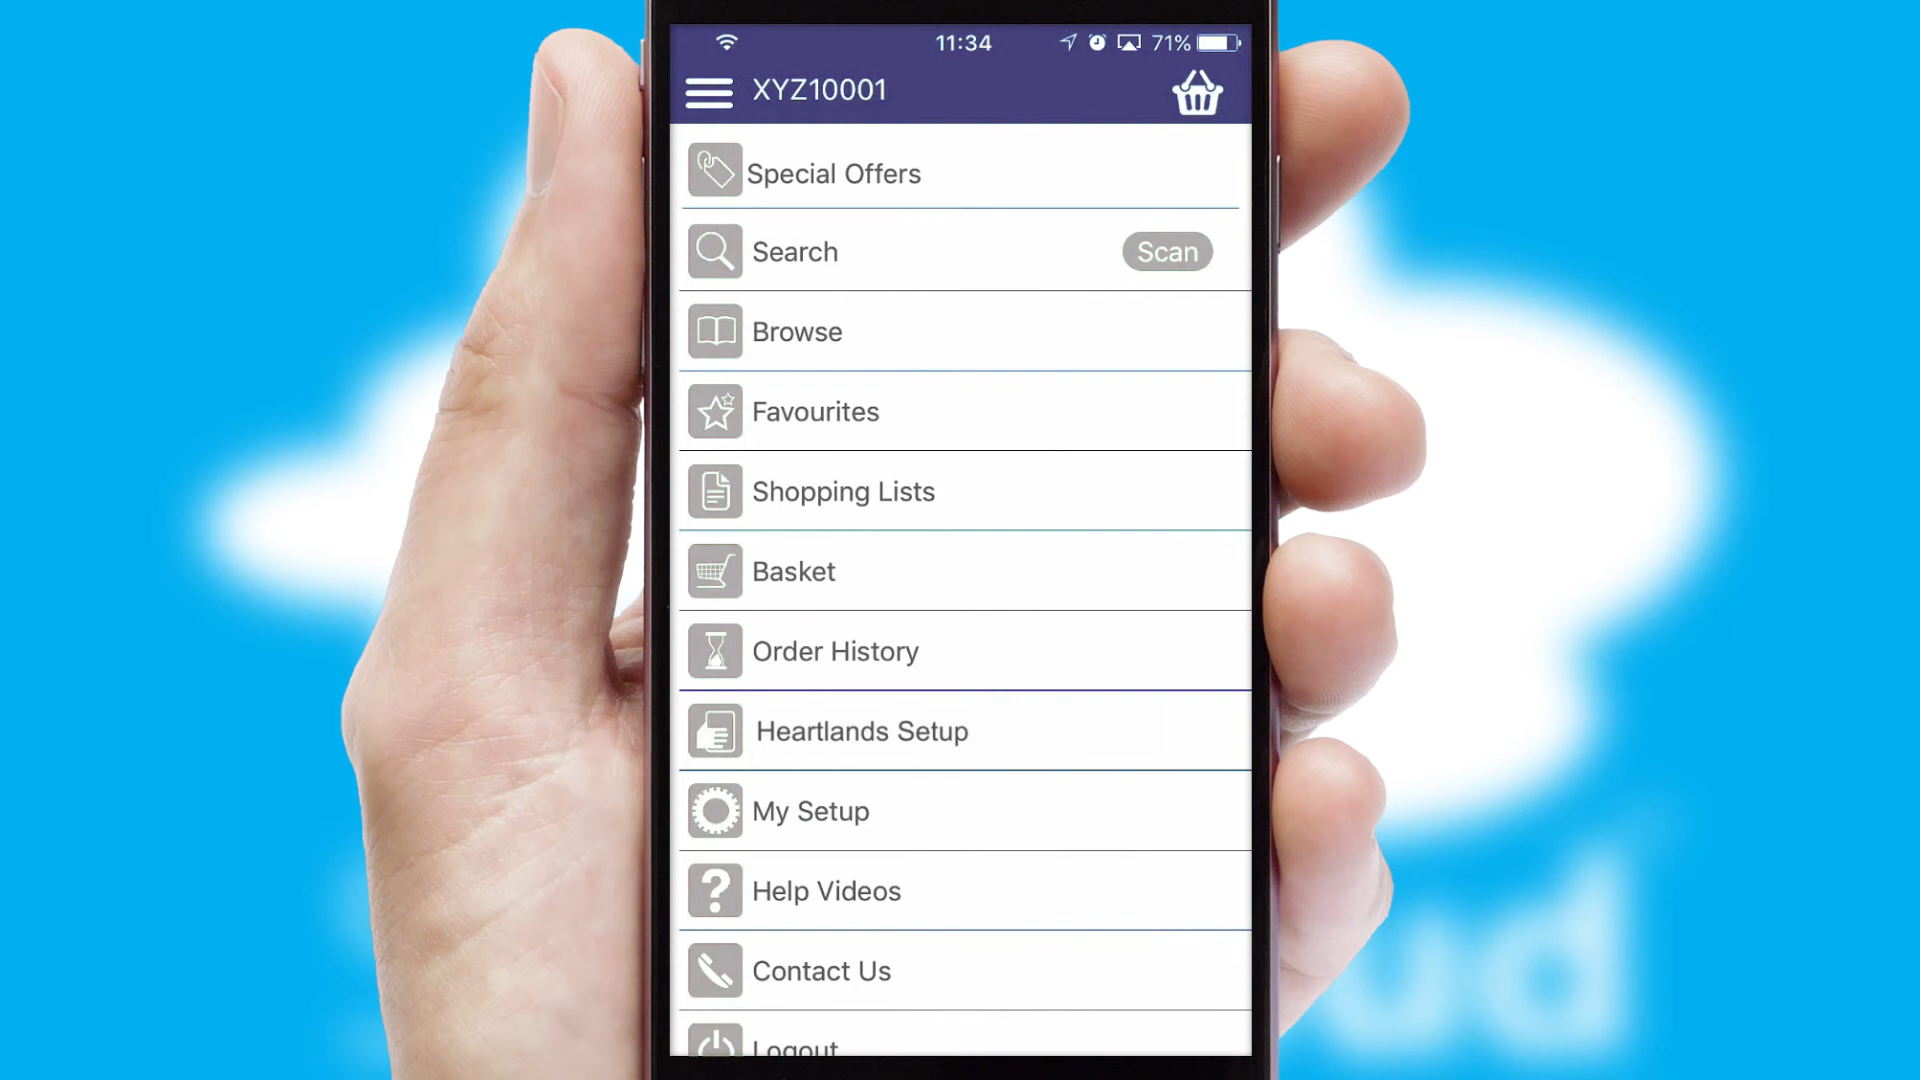 11:34 71%
XYZ10001
Special Offers
Search Scan
Browse
Favourites
Shopping Lists
Basket
Order History
Heartlands Setup
My Setup
Help Videos
Contact Us
Logout
ud